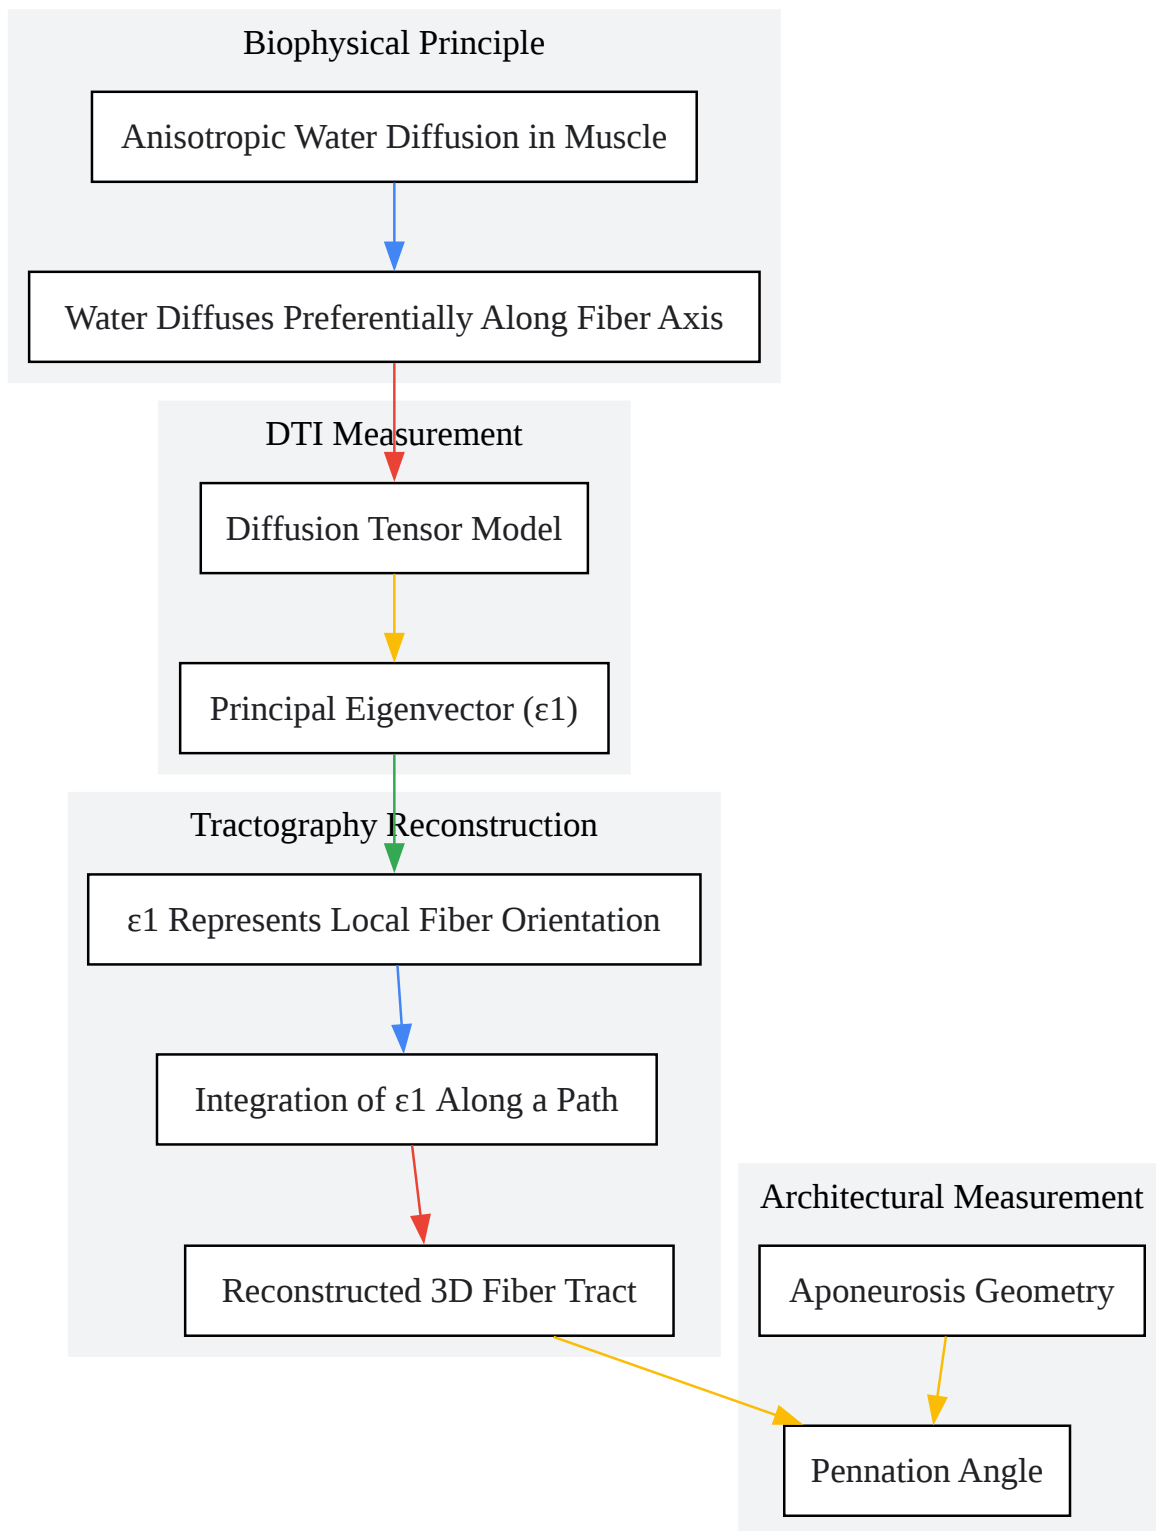 Biophysical Principle
Anisotropic Water Diffusion in Muscle
Water Diffuses Preferentially Along Fiber Axis
DTI Measurement
Diffusion Tensor Model
Principal Eigenvector (ε1)
Tractography Reconstruction
ε1 Represents Local Fiber Orientation
Integration of ε1 Along a Path
Reconstructed 3D Fiber Tract
Architectural Measurement
Aponeurosis Geometry
Pennation Angle